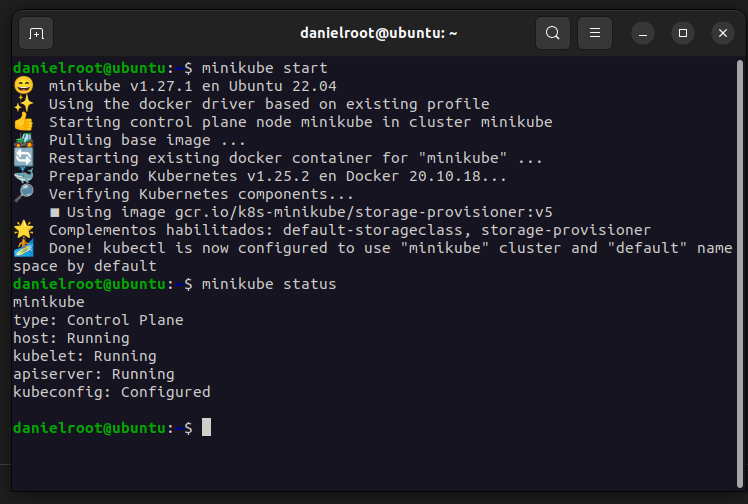 danielroot@ubuntu: ~
danielroot@ubuntu:~$ minikube start
😄  minikube v1.27.1 en Ubuntu 22.04
✨  Using the docker driver based on existing profile
👍  Starting control plane node minikube in cluster minikube
🚜  Pulling base image ...
🔄  Restarting existing docker container for "minikube" ...
🐳  Preparando Kubernetes v1.25.2 en Docker 20.10.18...
🔎  Verifying Kubernetes components...
    ▪ Using image gcr.io/k8s-minikube/storage-provisioner:v5
🌟  Complementos habilitados: default-storageclass, storage-provisioner
🏄  Done! kubectl is now configured to use "minikube" cluster and "default" name
space by default
danielroot@ubuntu:~$ minikube status
minikube
type: Control Plane
host: Running
kubelet: Running
apiserver: Running
kubeconfig: Configured
danielroot@ubuntu:~$